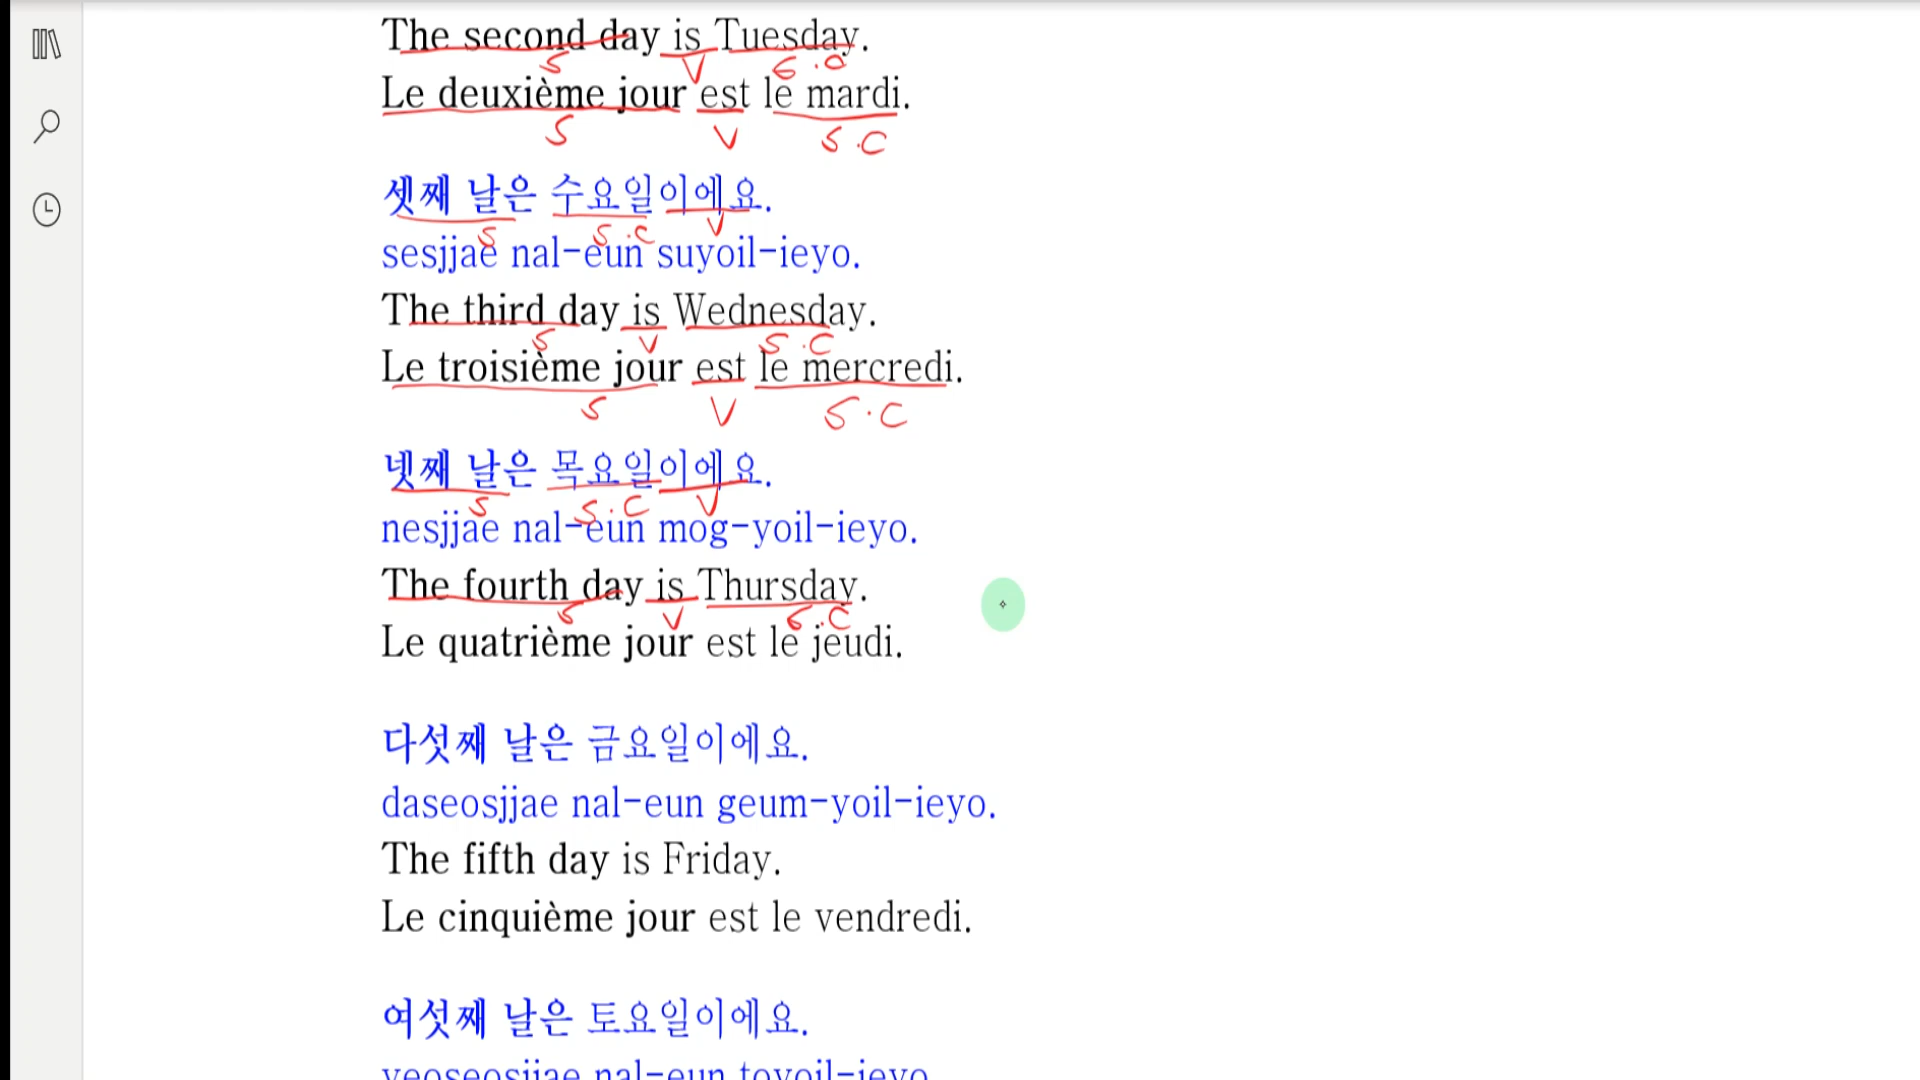 The second day is Tuesday.
S V S.C
Le deuxième jour est le mardi.
S V S.C
셋째 날은 수요일이에요.
S S.C V
sesjjae nal-eun suyoil-ieyo.
The third day is Wednesday.
S V S.C
Le troisième jour est le mercredi.
S V S.C
넷째 날은 목요일이에요.
S S.C V
nesjjae nal-eun mog-yoil-ieyo.
The fourth day is Thursday.
S V S.C
Le quatrième jour est le jeudi.
다섯째 날은 금요일이에요.
daseosjjae nal-eun geum-yoil-ieyo.
The fifth day is Friday.
Le cinquième jour est le vendredi.
여섯째 날은 토요일이에요.
yeoseosjjae nal-eun toyoil-ieyo